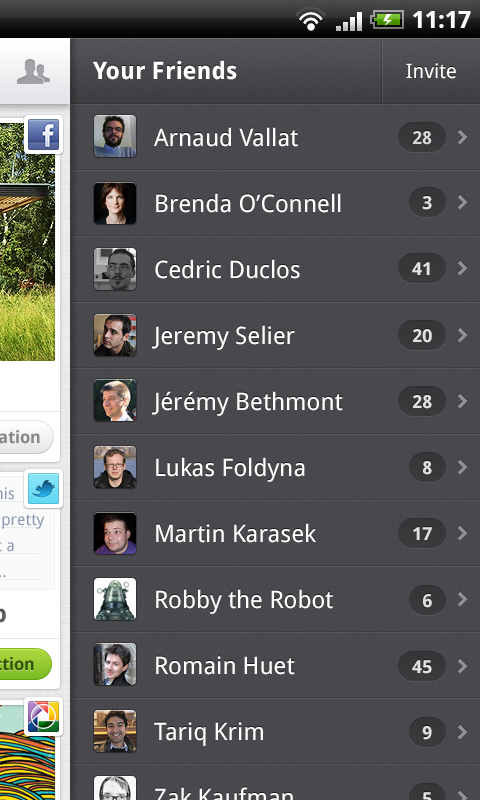 11:17
Your Friends
Invite
Arnaud Vallat 28
Brenda O’Connell 3
Cedric Duclos 41
Jeremy Selier 20
Jérémy Bethmont 28
ation
Lukas Foldyna 8
his
pretty
t a
..
Martin Karasek 17
Robby the Robot 6
ction
Romain Huet 45
Tariq Krim 9
Zak Kaufman 5